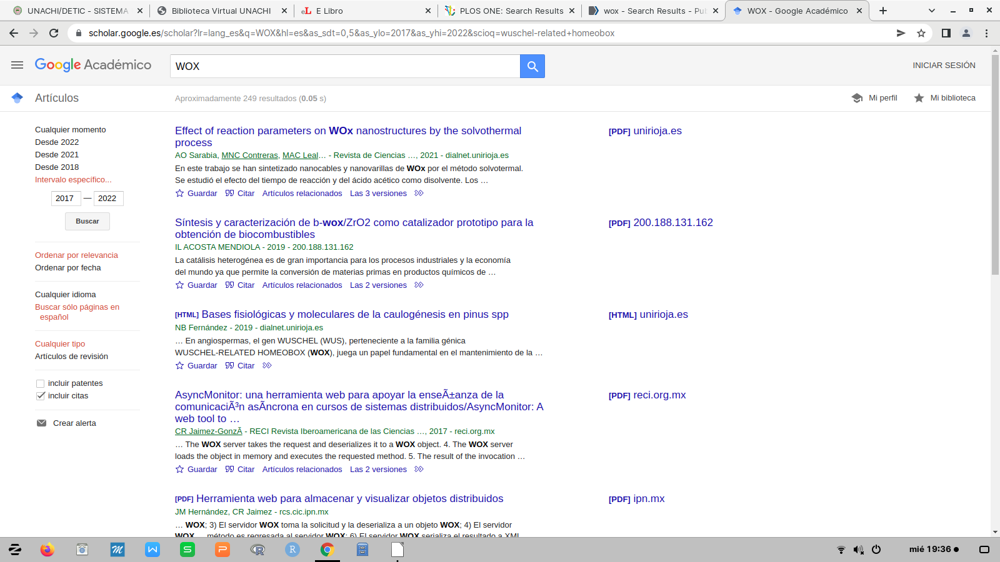 UNACHI/DETIC - SISTEMA
Biblioteca Virtual UNACHI
eL E Libro
PLOS ONE: Search Results
wox - Search Results - Pu
WOX - Google Académico
scholar.google.es/scholar?lr=lang_es&q=WOX&hl=es&as_sdt=0,5&as_ylo=2017&as_yhi=2022&scioq=wuschel-related+homeobox
Google Académico
WOX
INICIAR SESIÓN
Artículos
Aproximadamente 249 resultados (0.05 s)
Mi perfil
Mi biblioteca
Cualquier momento
Desde 2022
Desde 2021
Desde 2018
Intervalo específico...
2017 — 2022
Buscar
Ordenar por relevancia
Ordenar por fecha
Cualquier idioma
Buscar sólo páginas en
español
Cualquier tipo
Artículos de revisión
incluir patentes
incluir citas
Crear alerta
Effect of reaction parameters on WOx nanostructures by the solvothermal
process
AO Sarabia, MNC Contreras, MAC Leal… - Revista de Ciencias …, 2021 - dialnet.unirioja.es
En este trabajo se han sintetizado nanocables y nanovarillas de WOx por el método solvotermal.
Se estudió el efecto del tiempo de reacción y del ácido acético como disolvente. Los …
Guardar Citar Artículos relacionados Las 3 versiones
[PDF] unirioja.es
Síntesis y caracterización de b-wox/ZrO2 como catalizador prototipo para la
obtención de biocombustibles
IL ACOSTA MENDIOLA - 2019 - 200.188.131.162
La catálisis heterogénea es de gran importancia para los procesos industriales y la economía
del mundo ya que permite la conversión de materias primas en productos químicos de …
Guardar Citar Artículos relacionados Las 2 versiones
[PDF] 200.188.131.162
[HTML] Bases fisiológicas y moleculares de la caulogénesis en pinus spp
NB Fernández - 2019 - dialnet.unirioja.es
… En angiospermas, el gen WUSCHEL (WUS), perteneciente a la familia génica
WUSCHEL-RELATED HOMEOBOX (WOX), juega un papel fundamental en el mantenimiento de la …
Guardar Citar
[HTML] unirioja.es
AsyncMonitor: una herramienta web para apoyar la enseÃ±anza de la
comunicaciÃ³n asÃ­ncrona en cursos de sistemas distribuidos/AsyncMonitor: A
web tool to …
CR Jaimez-GonzÃ - RECI Revista Iberoamericana de las Ciencias …, 2017 - reci.org.mx
… The WOX server takes the request and deserializes it to a WOX object. 4. The WOX server
loads the object in memory and executes the requested method. 5. The result of the invocation …
Guardar Citar Artículos relacionados Las 2 versiones
[PDF] reci.org.mx
[PDF] Herramienta web para almacenar y visualizar objetos distribuidos
JM Hernández, CR Jaimez - rcs.cic.ipn.mx
… WOX; 3) El servidor WOX toma la solicitud y la deserializa a un objeto WOX; 4) El servidor
WOX … método es regresada al servidor WOX; 6) El servidor WOX serializa el resultado a XML
[PDF] ipn.mx
mié 19:36